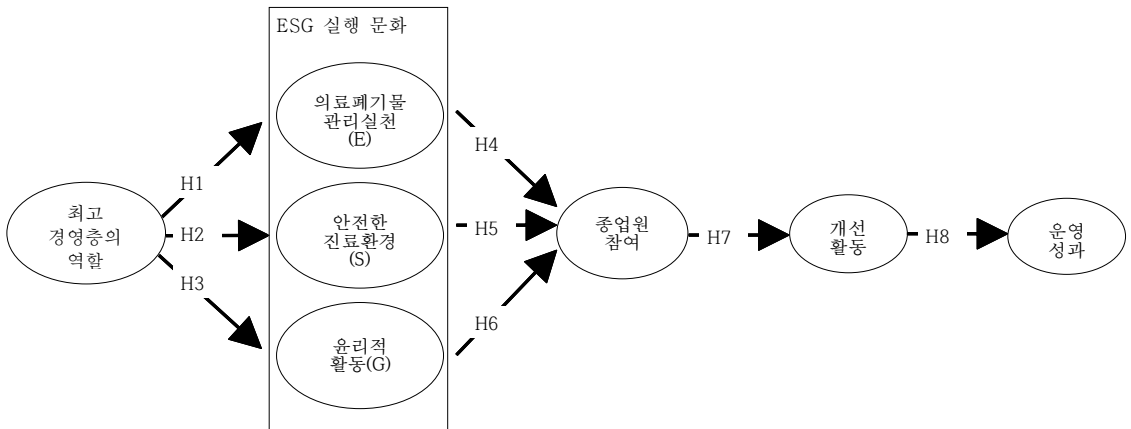 ESG 실행 문화
의료폐기물
관리실천
(E)
H4
H1
최고
경영층의
역할
H2
안전한
진료환경
(S)
H5
종업원
참여
H7
개선
활동
H8
운영
성과
H3
윤리적
활동(G)
H6